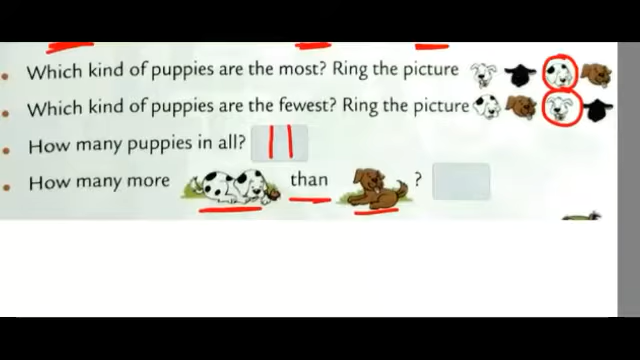 Which kind of puppies are the most? Ring the picture
Which kind of puppies are the fewest? Ring the picture
How many puppies in all? 11
How many more than ?